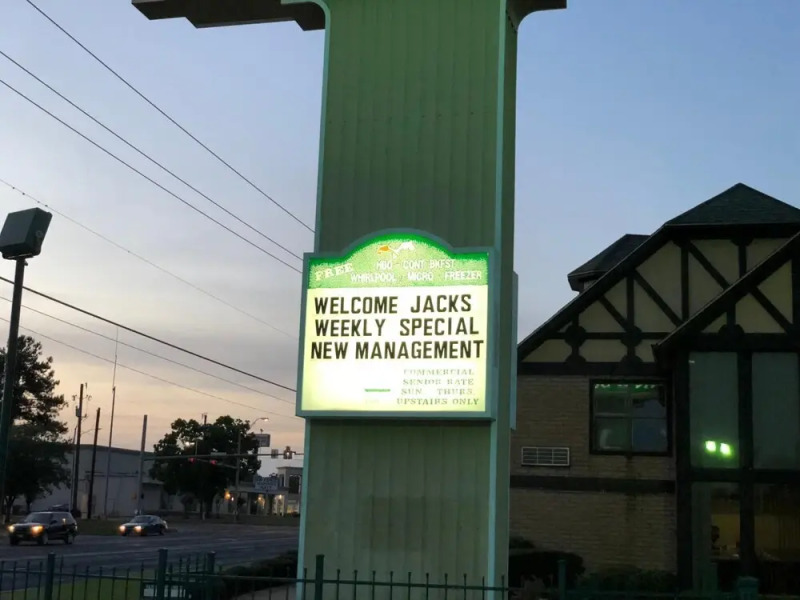 FREE
HBO - CONT BKFST
WHIRLPOOL - MICRO - FREEZER
WELCOME JACKS
WEEKLY SPECIAL
NEW MANAGEMENT
COMMERCIAL
SENIOR RATE
SUN THURS.
UPSTAIRS ONLY